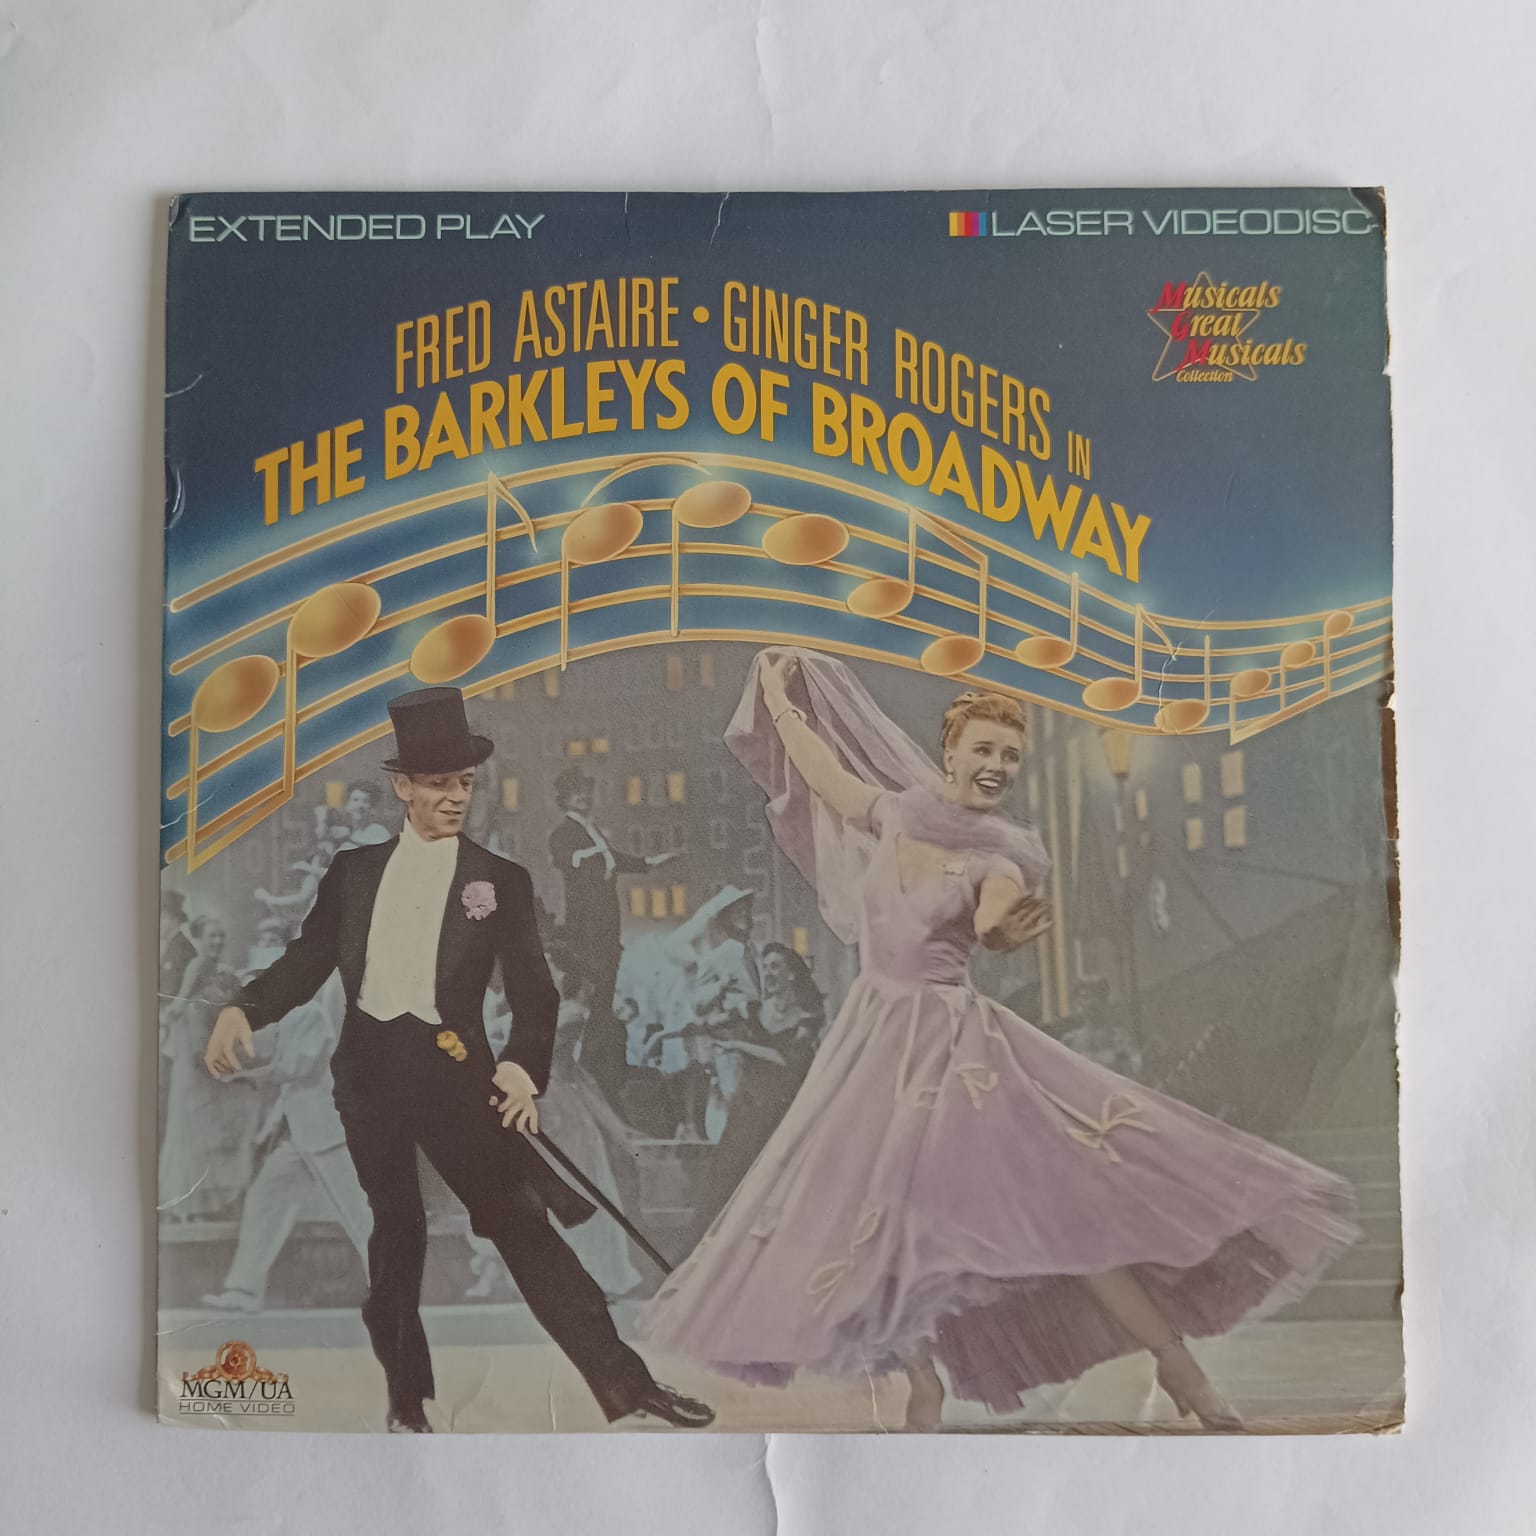 EXTENDED PLAY
LASER VIDEODISC
Musicals
Great
Musicals
Collection
FRED ASTAIRE • GINGER ROGERS IN
THE BARKLEYS OF BROADWAY
MGM/UA
HOME VIDEO